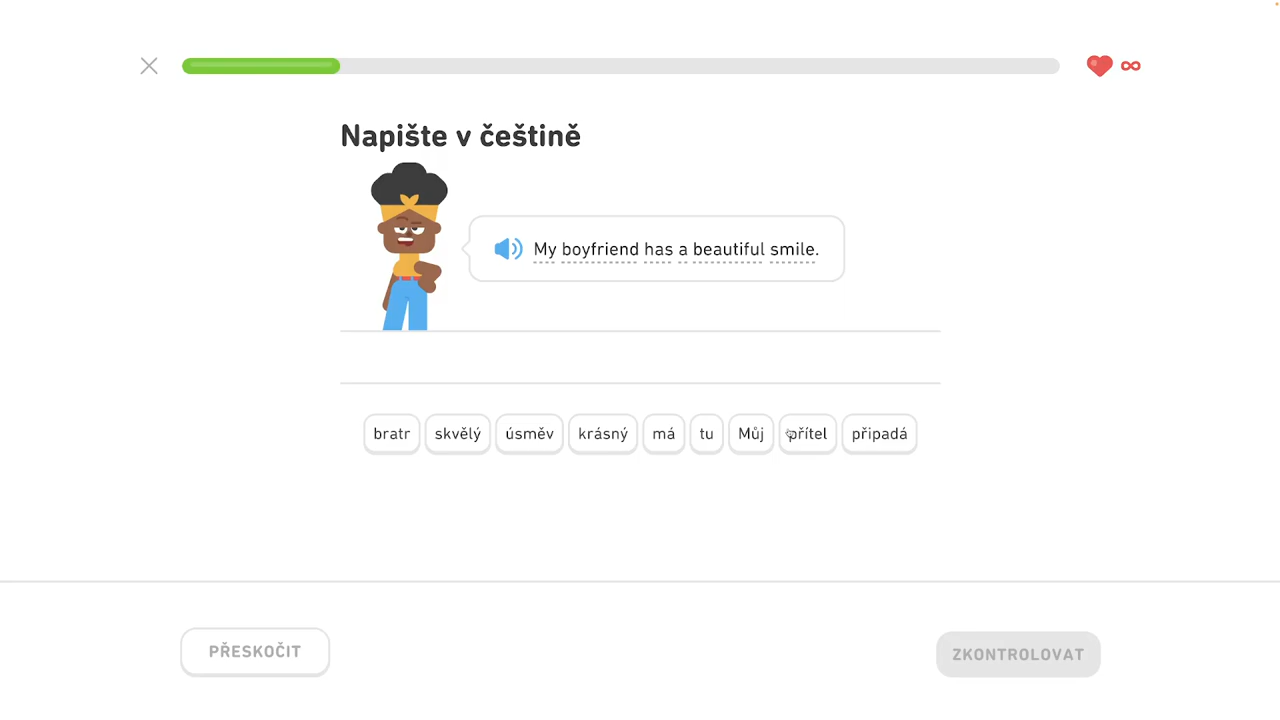 Napište v češtině
My boyfriend has a beautiful smile.
bratr skvělý úsměv krásný má tu Můj přítel připadá
PŘESKOČIT ZKONTROLOVAT